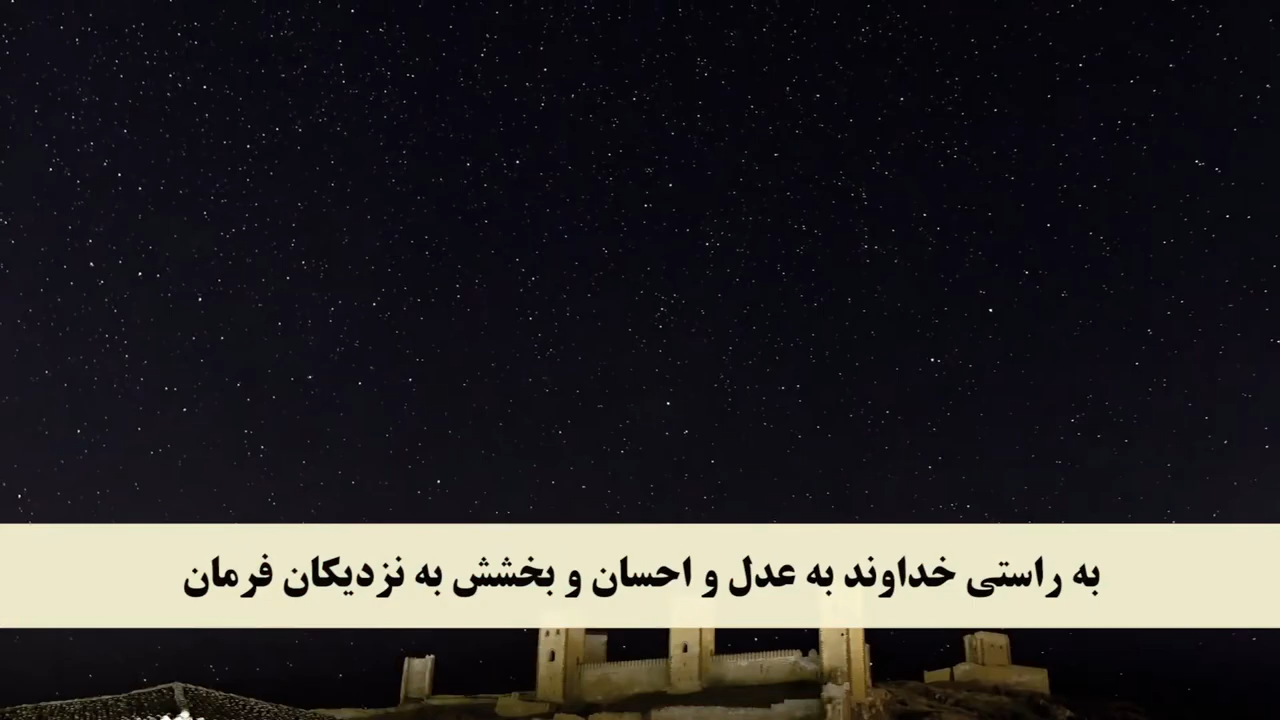 به راستی خداوند به عدل و احسان و بخشش به نزدیکان فرمان